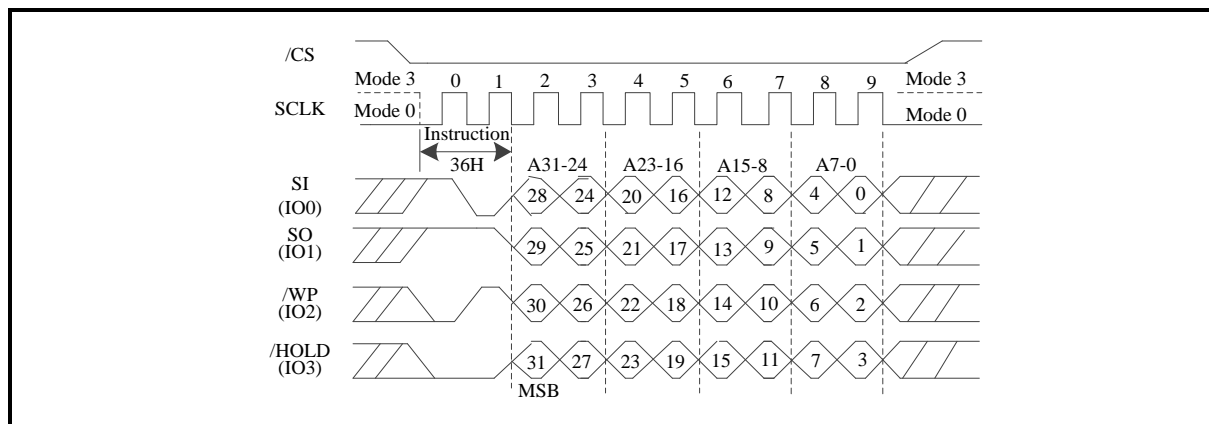 /CS
Mode 3 0 1 2 3 4 5 6 7 8 9 Mode 3
SCLK Mode 0 Mode 0
Instruction
36H A31-24 A23-16 A15-8 A7-0
SI
(IO0) 28 24 20 16 12 8 4 0
SO
(IO1) 29 25 21 17 13 9 5 1
/WP
(IO2) 30 26 22 18 14 10 6 2
/HOLD
(IO3) 31 27 23 19 15 11 7 3
MSB